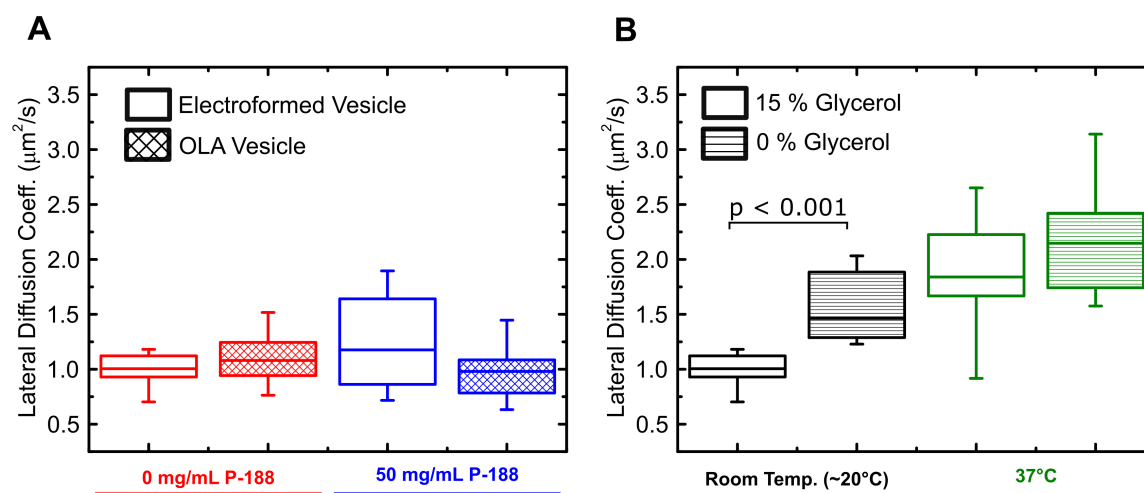 A
Lateral Diffusion Coeff. (μm²/s)
3.5
3.0
2.5
2.0
1.5
1.0
0.5
Electroformed Vesicle
OLA Vesicle
0 mg/mL P-188
50 mg/mL P-188
B
Lateral Diffusion Coeff. (μm²/s)
3.5
3.0
2.5
2.0
1.5
1.0
0.5
15 % Glycerol
0 % Glycerol
p < 0.001
Room Temp. (~20°C)
37°C